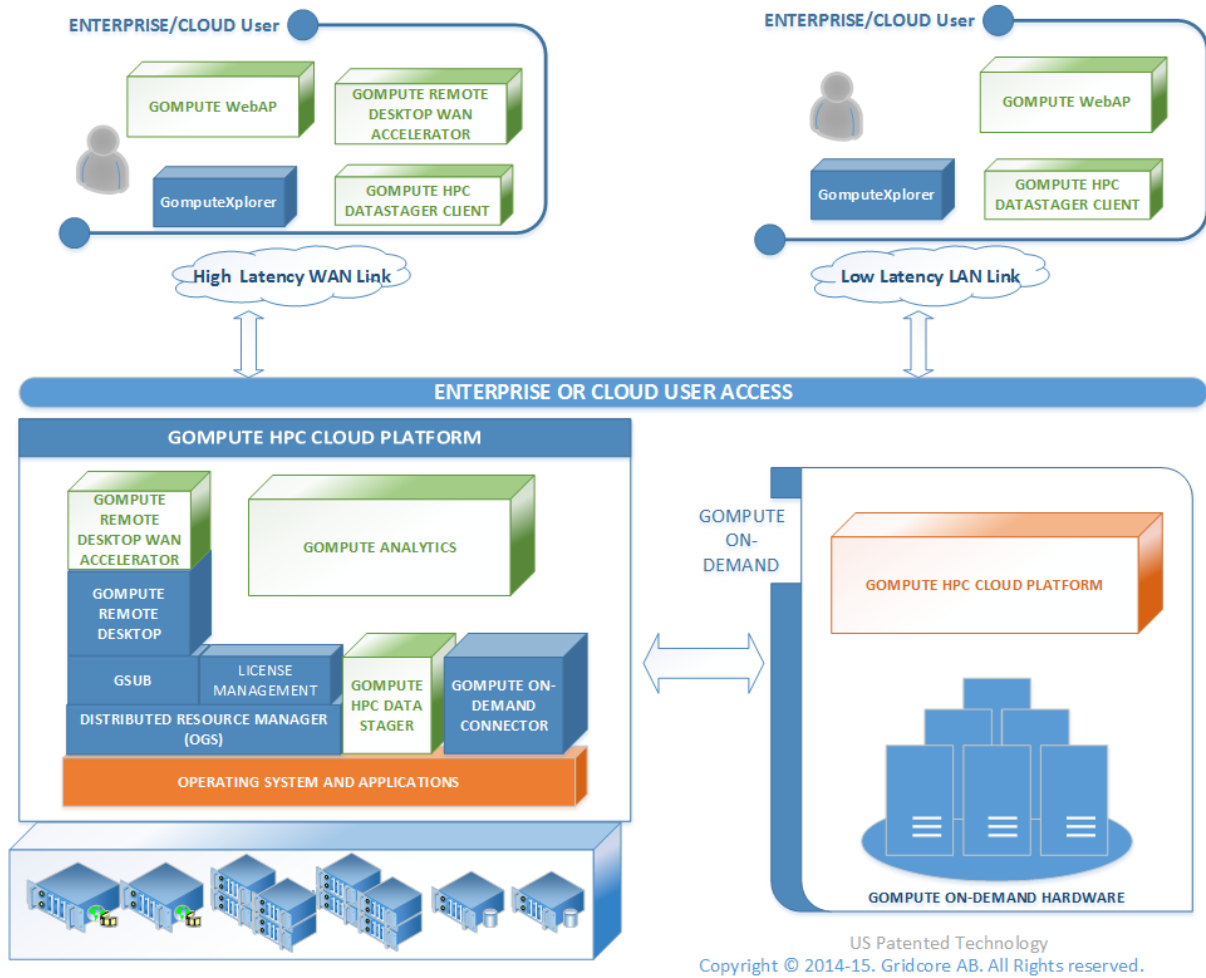 ENTERPRISE/CLOUD User
GOMPUTE WebAP
GOMPUTE REMOTE
DESKTOP WAN
ACCELERATOR
GomputeXplorer
GOMPUTE HPC
DATASTAGER CLIENT
High Latency WAN Link
ENTERPRISE/CLOUD User
GOMPUTE WebAP
GomputeXplorer
GOMPUTE HPC
DATASTAGER CLIENT
Low Latency LAN Link
ENTERPRISE OR CLOUD USER ACCESS
GOMPUTE HPC CLOUD PLATFORM
GOMPUTE
REMOTE
DESKTOP WAN
ACCELERATOR
GOMPUTE ANALYTICS
GOMPUTE
REMOTE
DESKTOP
GSUB
LICENSE
MANAGEMENT
DISTRIBUTED RESOURCE MANAGER
(OGS)
GOMPUTE
HPC DATA
STAGER
GOMPUTE ON-
DEMAND
CONNECTOR
OPERATING SYSTEM AND APPLICATIONS
GOMPUTE
ON-
DEMAND
GOMPUTE HPC CLOUD PLATFORM
GOMPUTE ON-DEMAND HARDWARE
US Patented Technology
Copyright © 2014-15. Gridcore AB. All Rights reserved.